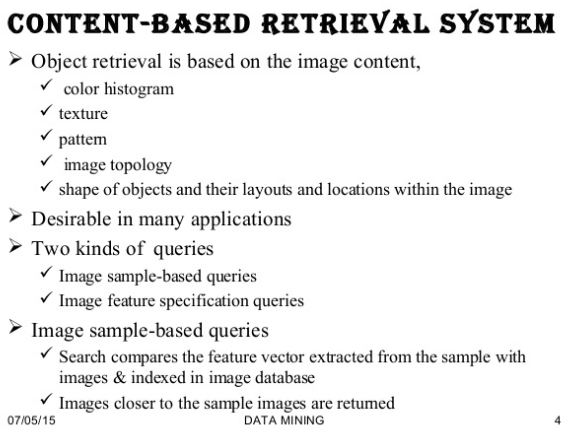 CONTENT-BASED RETRIEVAL SYSTEM
➢ Object retrieval is based on the image content,
✓ color histogram
✓ texture
✓ pattern
✓ image topology
✓ shape of objects and their layouts and locations within the image
➢ Desirable in many applications
➢ Two kinds of queries
✓ Image sample-based queries
✓ Image feature specification queries
➢ Image sample-based queries
✓ Search compares the feature vector extracted from the sample with
images & indexed in image database
✓ Images closer to the sample images are returned
07/05/15 DATA MINING 4